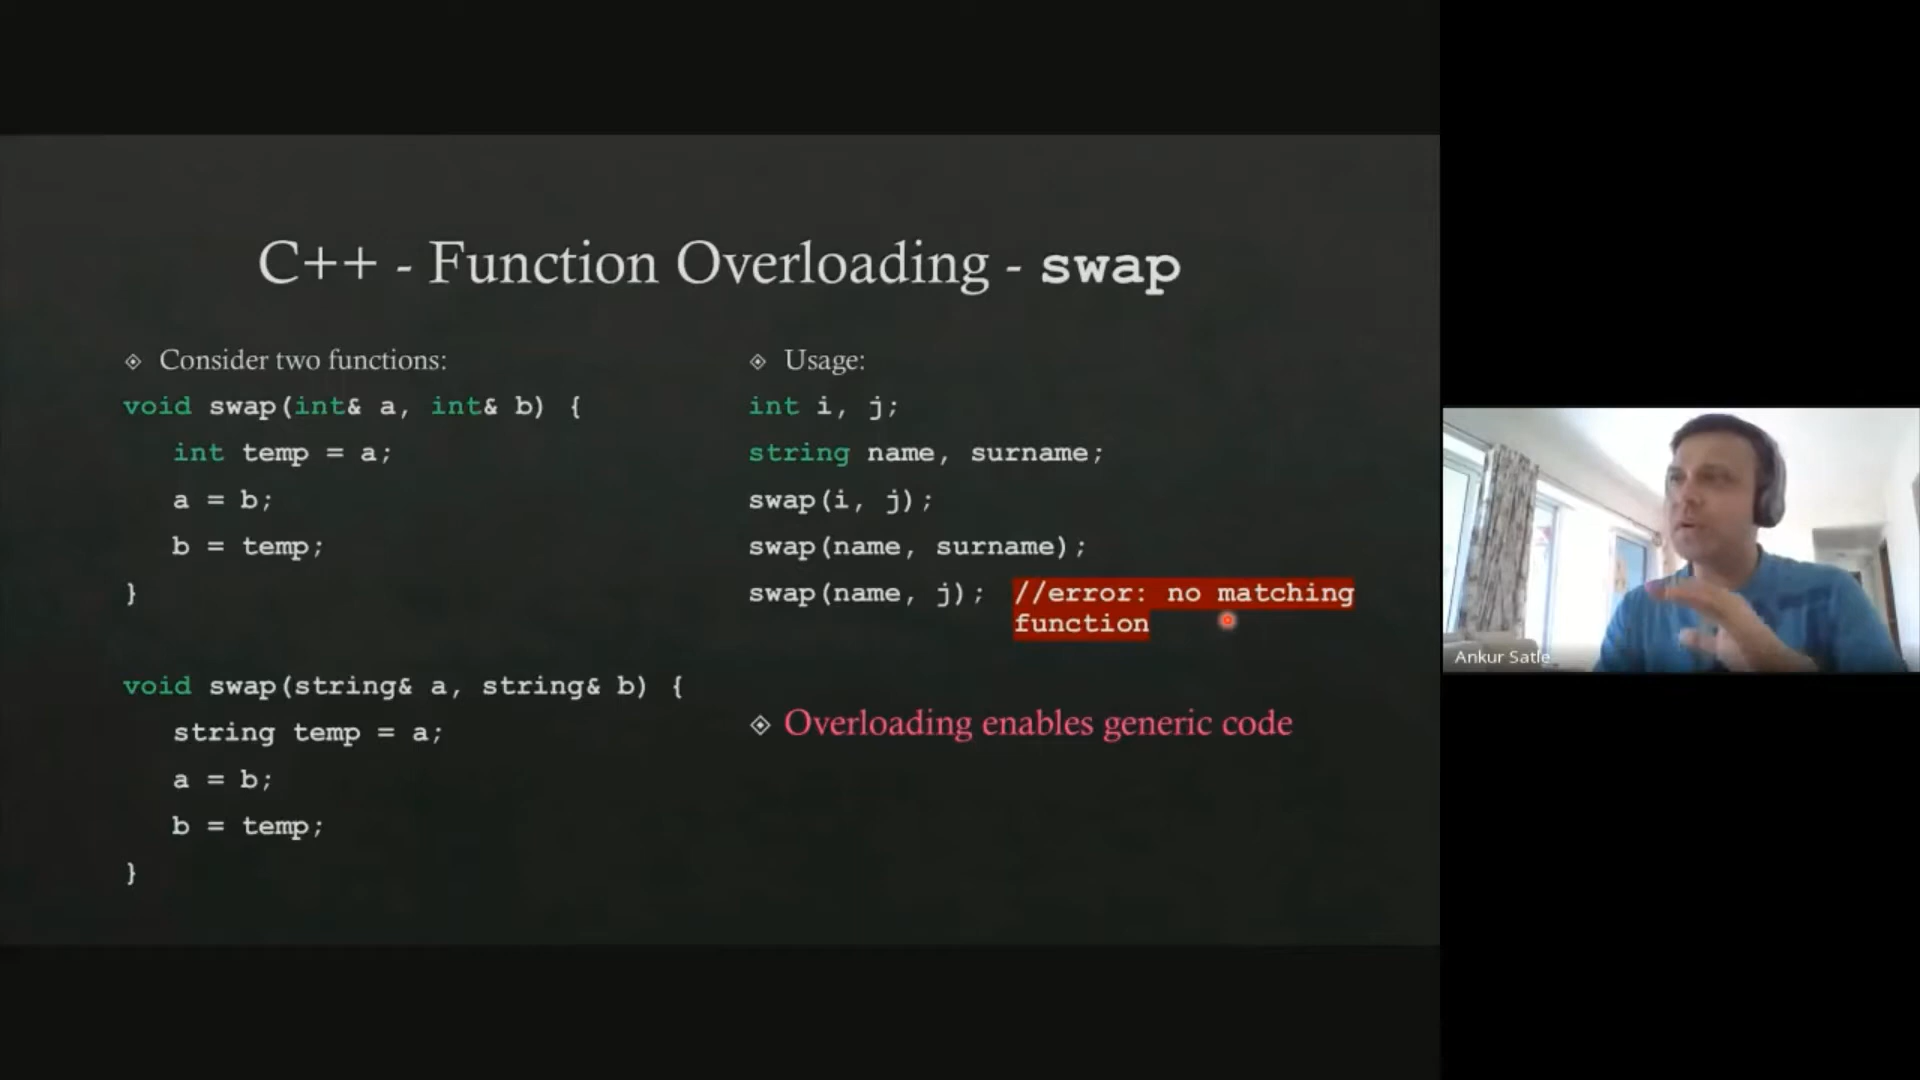 C++ - Function Overloading - swap
Consider two functions:
void swap(int& a, int& b) {
int temp = a;
a = b;
b = temp;
}
void swap(string& a, string& b) {
string temp = a;
a = b;
b = temp;
}
Usage:
int i, j;
string name, surname;
swap(i, j);
swap(name, surname);
swap(name, j); //error: no matching
function
Overloading enables generic code
Ankur Satle